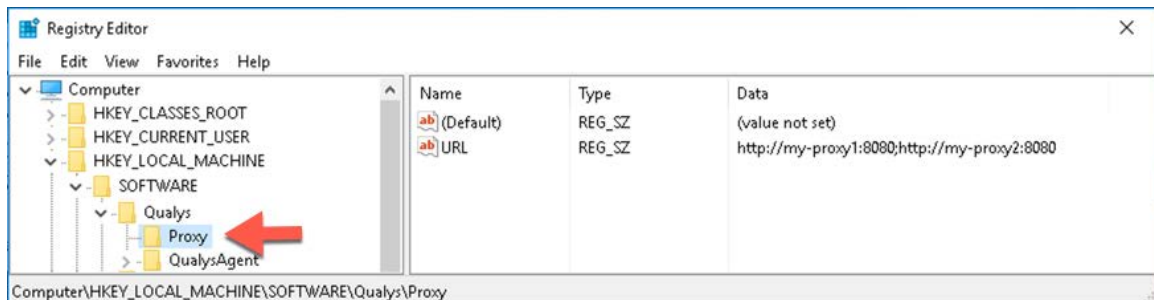 Registry Editor
File Edit View Favorites Help
Computer
HKEY_CLASSES_ROOT
HKEY_CURRENT_USER
HKEY_LOCAL_MACHINE
SOFTWARE
Qualys
Proxy
QualysAgent
Name Type Data
ab (Default) REG_SZ (value not set)
ab URL REG_SZ http://my-proxy1:8080;http://my-proxy2:8080
Computer\HKEY_LOCAL_MACHINE\SOFTWARE\Qualys\Proxy